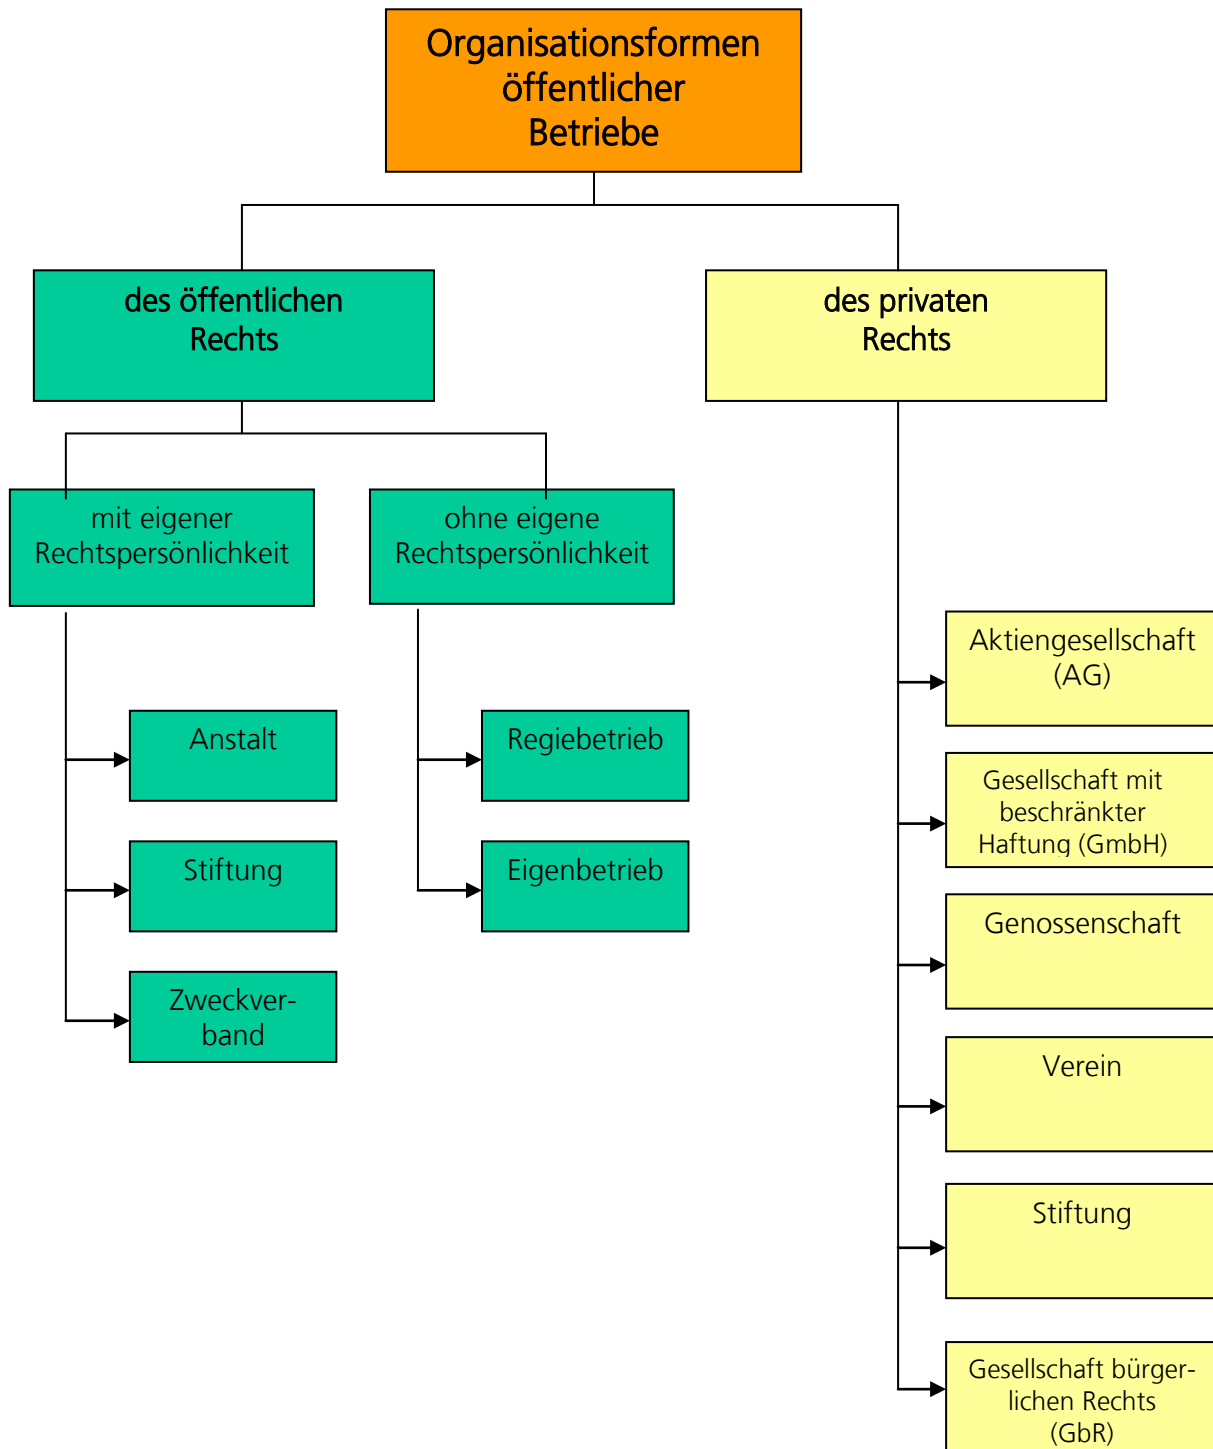 Organisationsformen
öffentlicher
Betriebe
des öffentlichen
Rechts
des privaten
Rechts
mit eigener
Rechtspersönlichkeit
ohne eigene
Rechtspersönlichkeit
Anstalt
Stiftung
Zweckver-
band
Regiebetrieb
Eigenbetrieb
Aktiengesellschaft
(AG)
Gesellschaft mit
beschränkter
Haftung (GmbH)
Genossenschaft
Verein
Stiftung
Gesellschaft bürger-
lichen Rechts
(GbR)